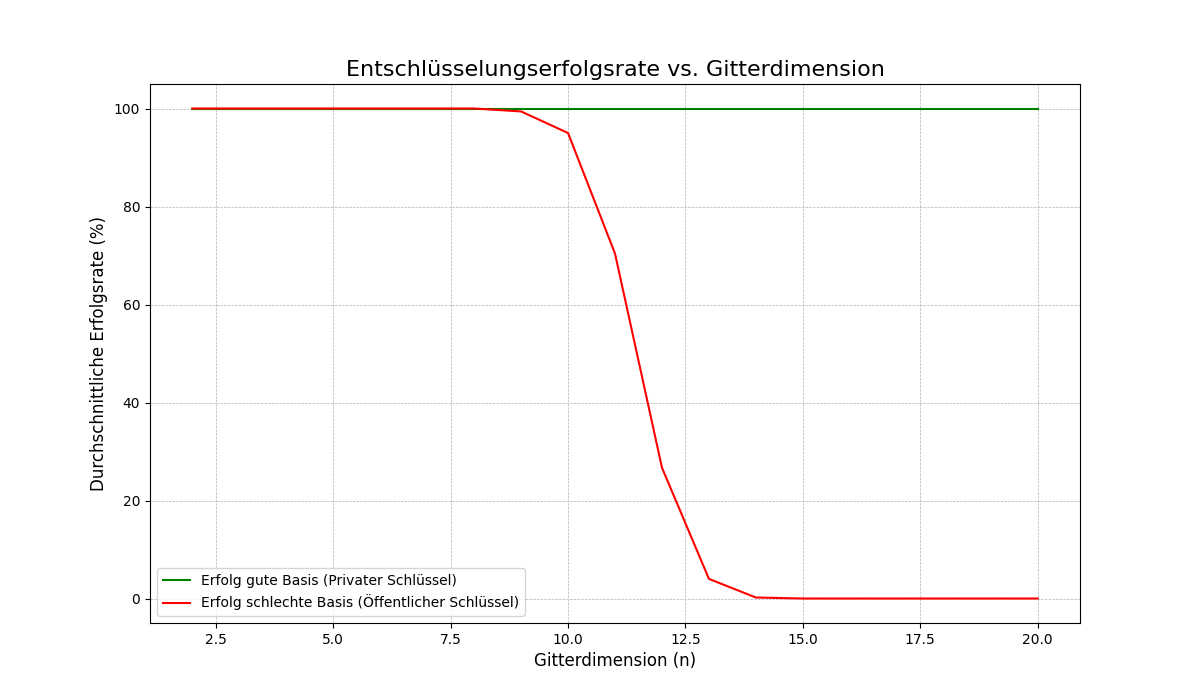 Entschlüsselungserfolgsrate vs. Gitterdimension
Durchschnittliche Erfolgsrate (%)
100
80
60
40
20
0
Erfolg gute Basis (Privater Schlüssel)
Erfolg schlechte Basis (Öffentlicher Schlüssel)
2.5 5.0 7.5 10.0 12.5 15.0 17.5 20.0
Gitterdimension (n)